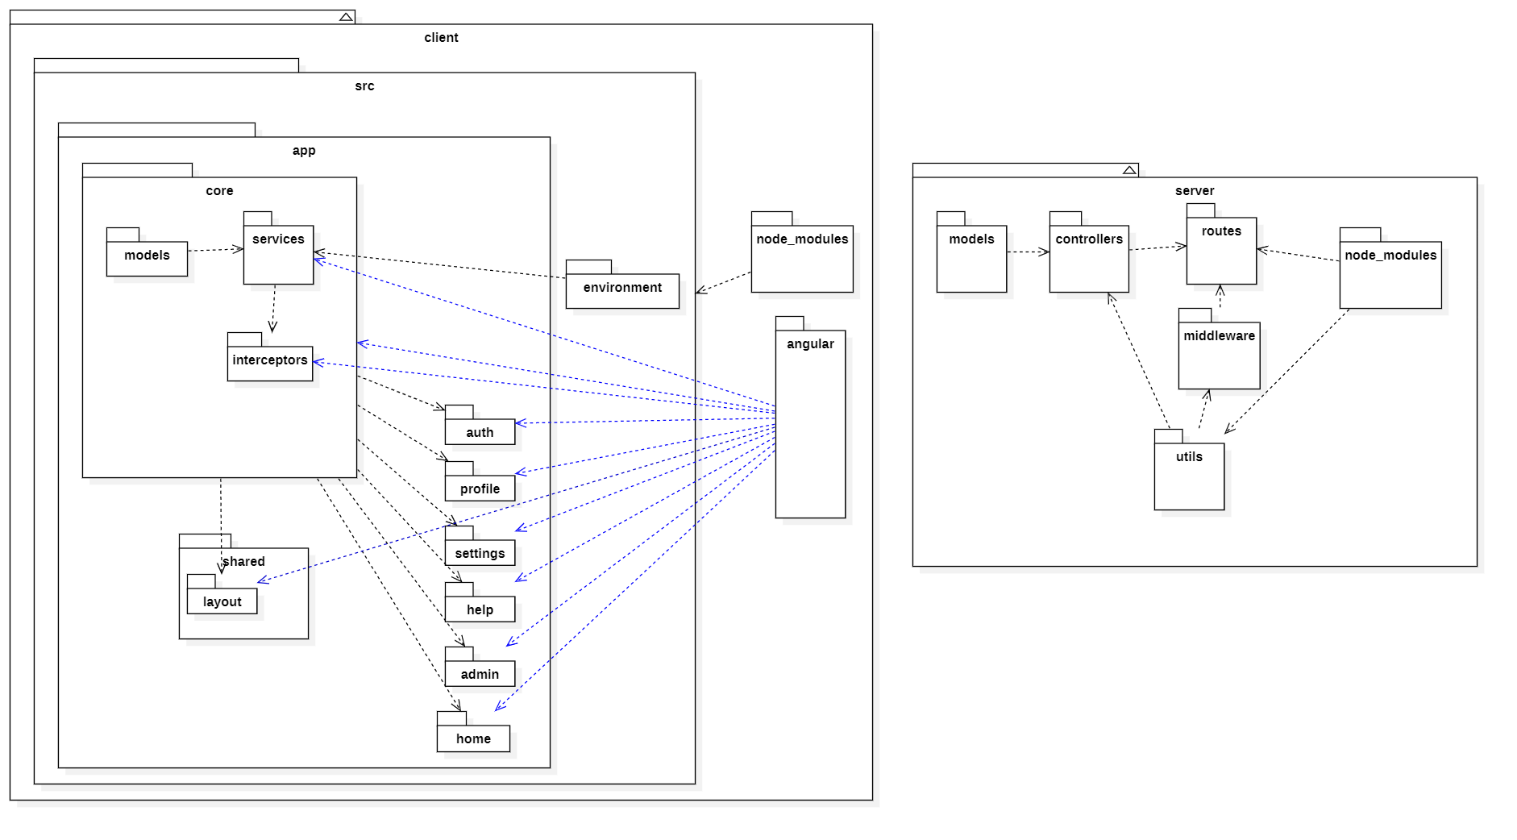 client
src
app
core
models
services
interceptors
environment
node_modules
angular
auth
profile
settings
help
admin
home
shared
layout
server
models
controllers
routes
node_modules
middleware
utils